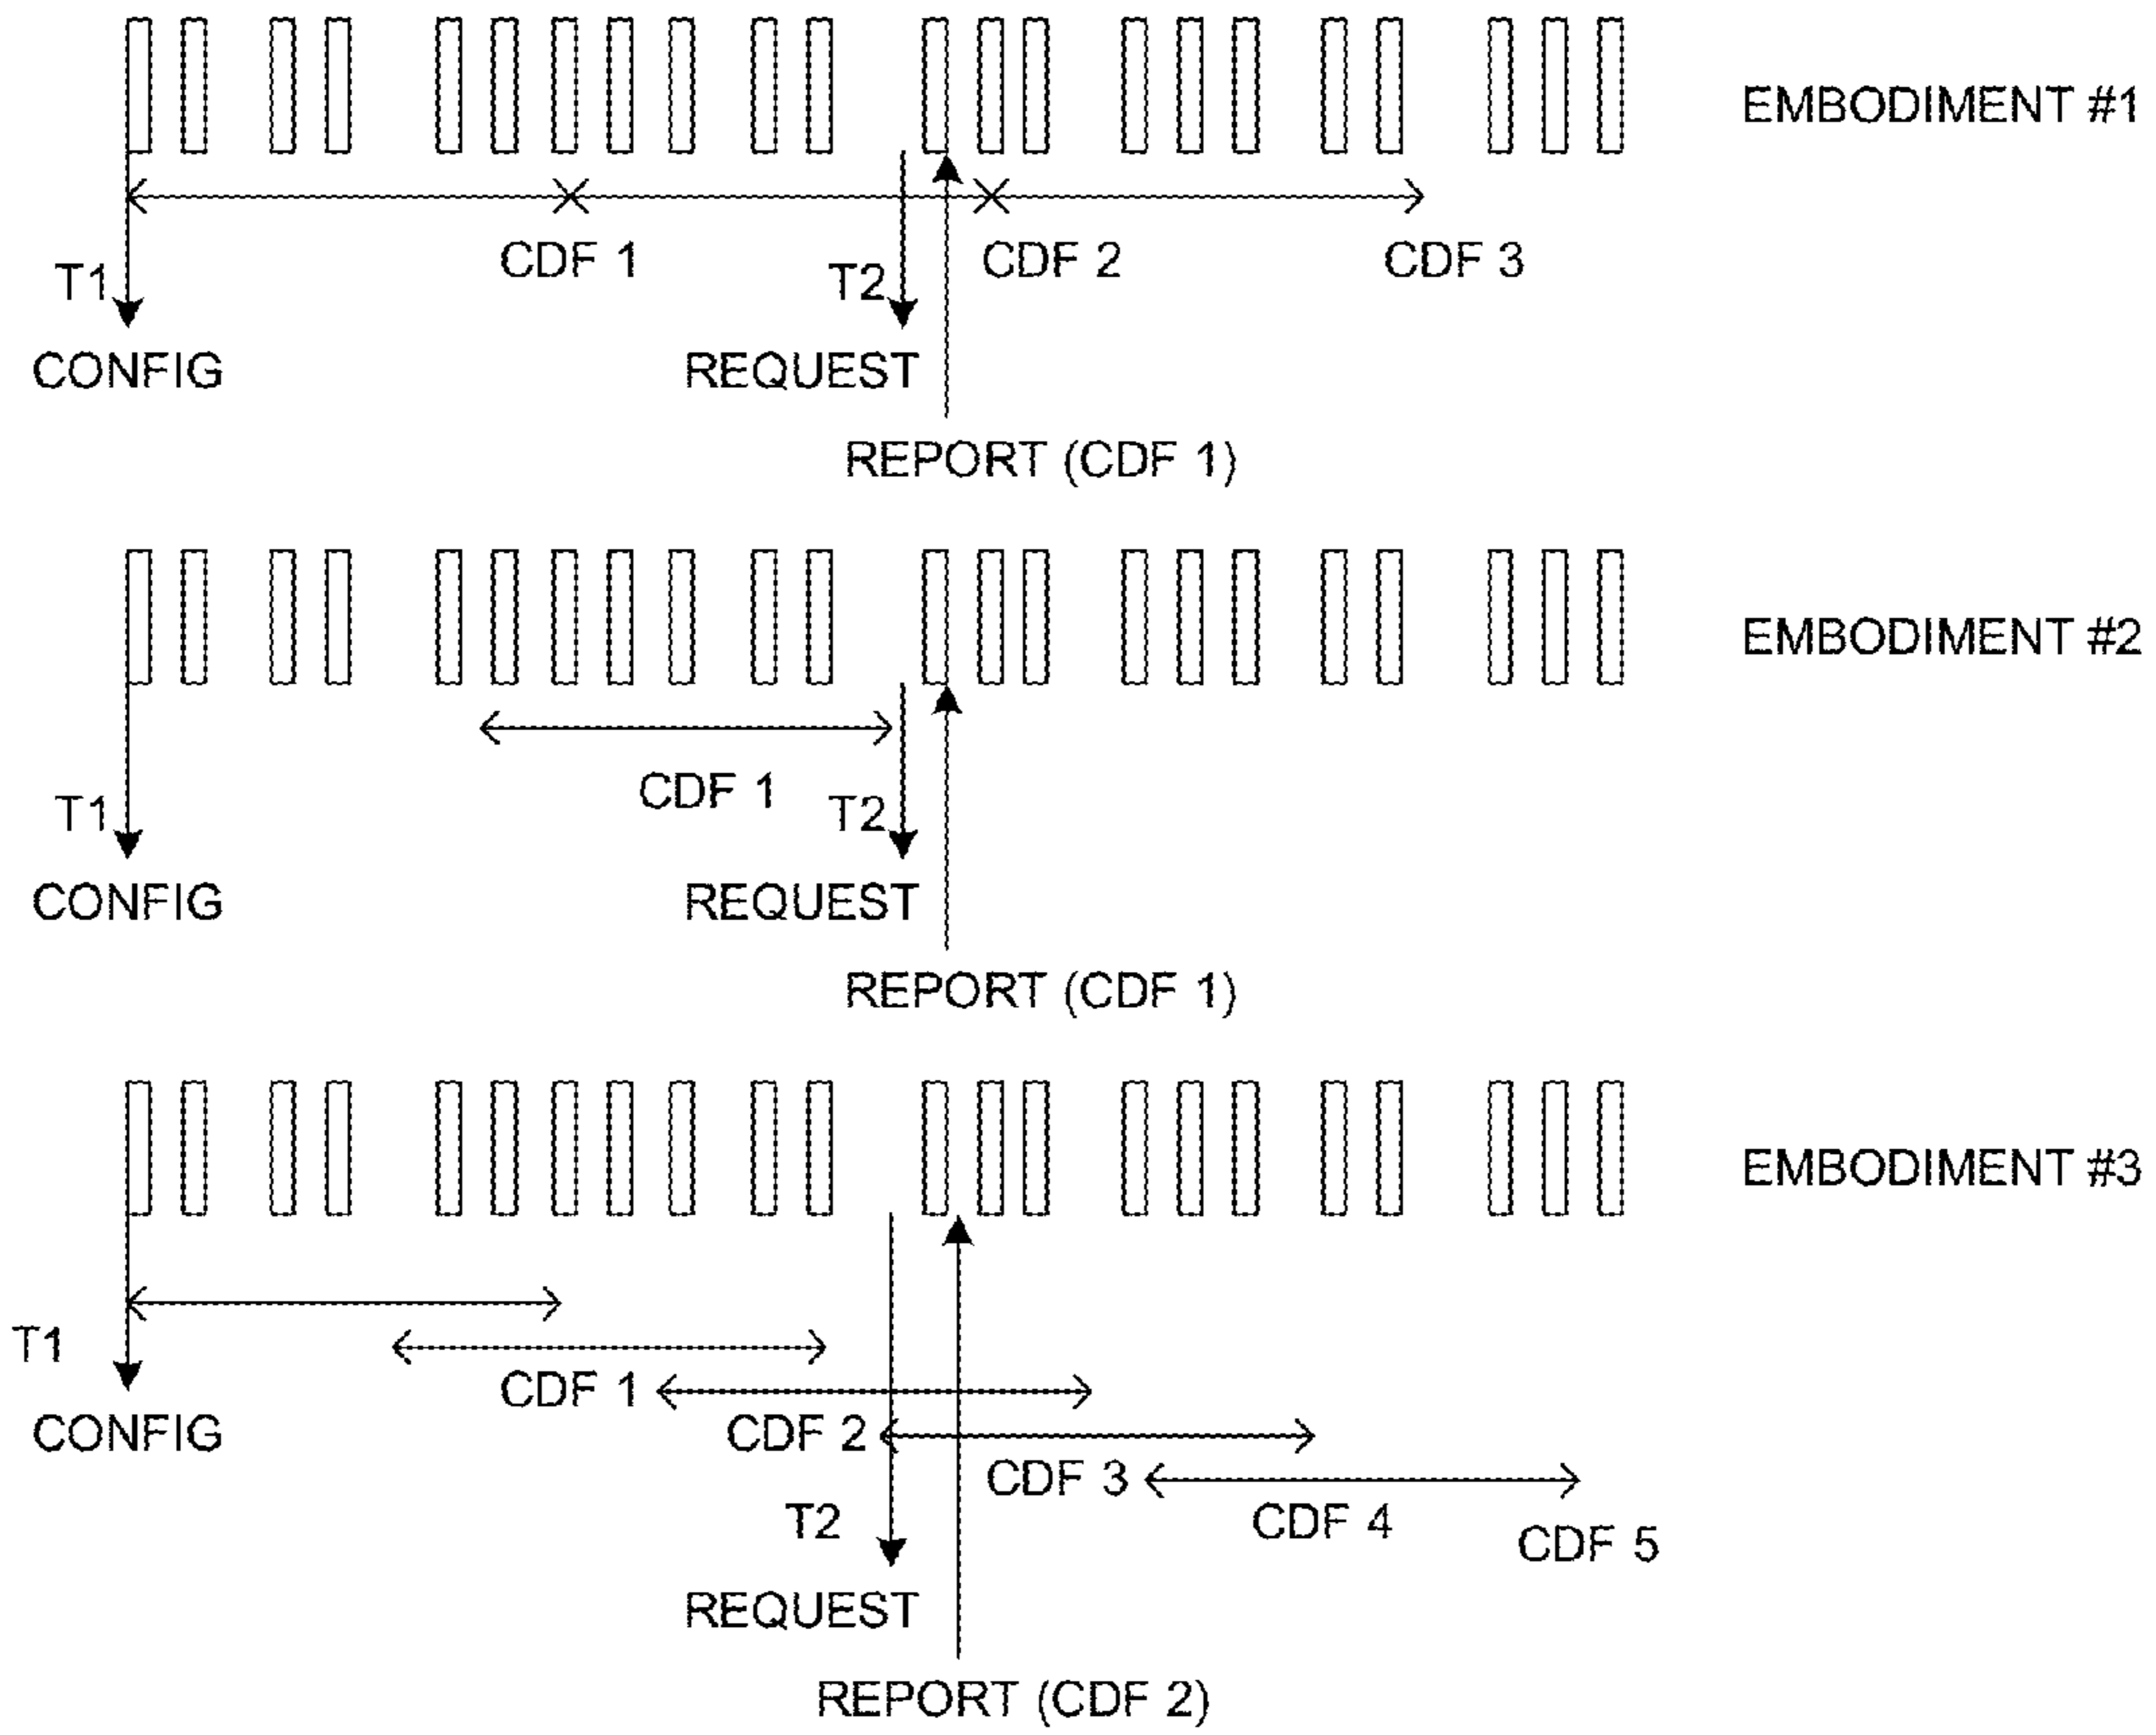 EMBODIMENT #1
CDF 1
CDF 2
CDF 3
T1
T2
CONFIG
REQUEST
REPORT (CDF 1)
EMBODIMENT #2
CDF 1
T1
T2
CONFIG
REQUEST
REPORT (CDF 1)
EMBODIMENT #3
T1
CDF 1
CONFIG
CDF 2
CDF 3
T2
CDF 4
CDF 5
REQUEST
REPORT (CDF 2)